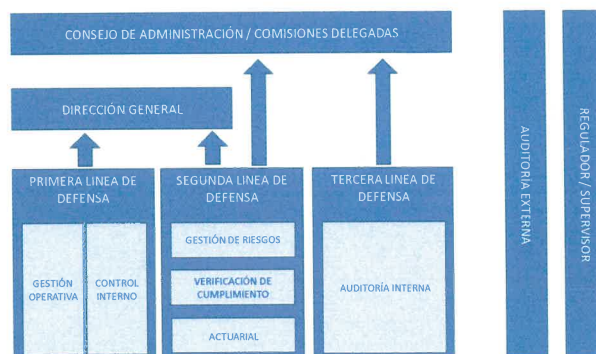 CONSEJO DE ADMINISTRACIÓN / COMISIONES DELEGADAS
DIRECCIÓN GENERAL
PRIMERA LINEA DE
DEFENSA
GESTIÓN
OPERATIVA
CONTROL
INTERNO
SEGUNDA LINEA DE
DEFENSA
GESTIÓN DE RIESGOS
VERIFICACIÓN DE
CUMPLIMIENTO
ACTUARIAL
TERCERA LINEA DE
DEFENSA
AUDITORÍA INTERNA
AUDITORÍA EXTERNA
REGULADOR / SUPERVISOR